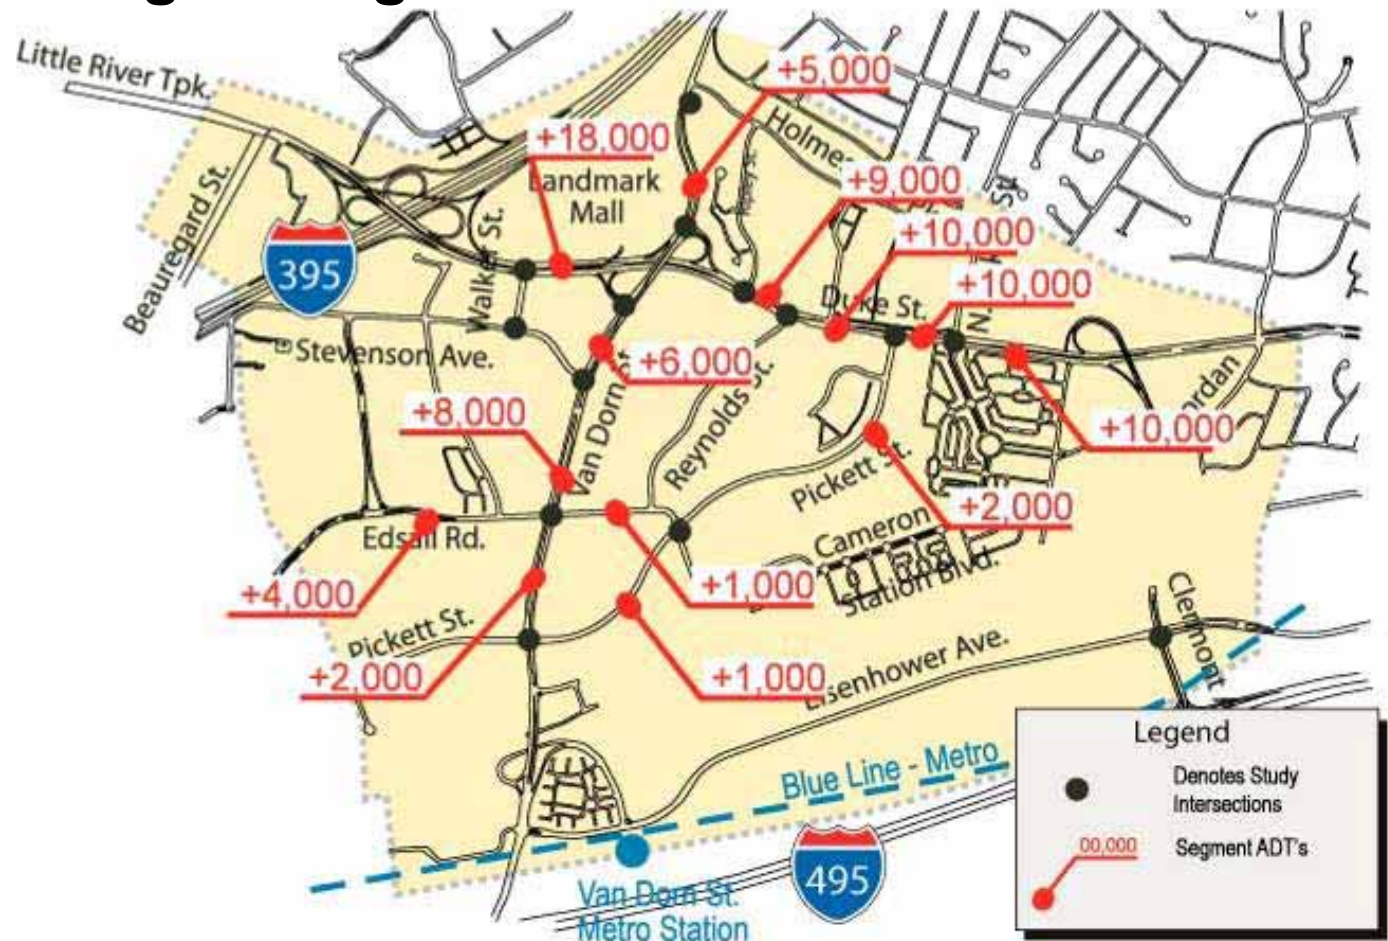 Little River Tpk.
+5,000
+18,000
Holme
Landmark
Mall
+9,000
Beauregard St.
395
Walker St.
+10,000
Duke St.
+10,000
N.
Stevenson Ave.
+6,000
Van Dorn St
Reynolds St.
+8,000
+10,000
Pickett St.
+2,000
Edsall Rd.
Cameron
Station Blvd.
+4,000
+1,000
Clermont
Pickett St.
+2,000
+1,000
Eisenhower Ave.
Blue Line - Metro
Van Dorn St.
Metro Station
495
Legend
Denotes Study
Intersections
00,000
Segment ADT's